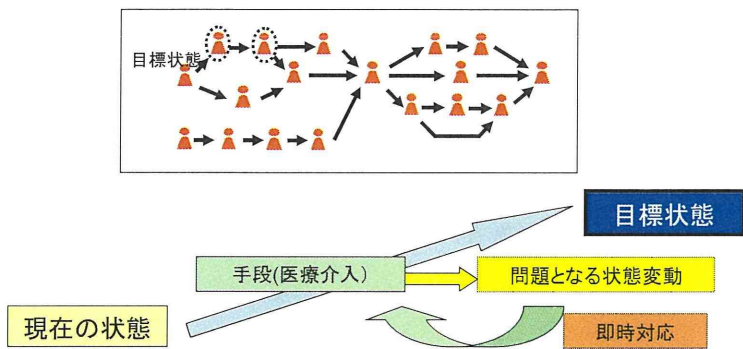 目標状態
目標状態
手段(医療介入)
問題となる状態変動
現在の状態
即時対応